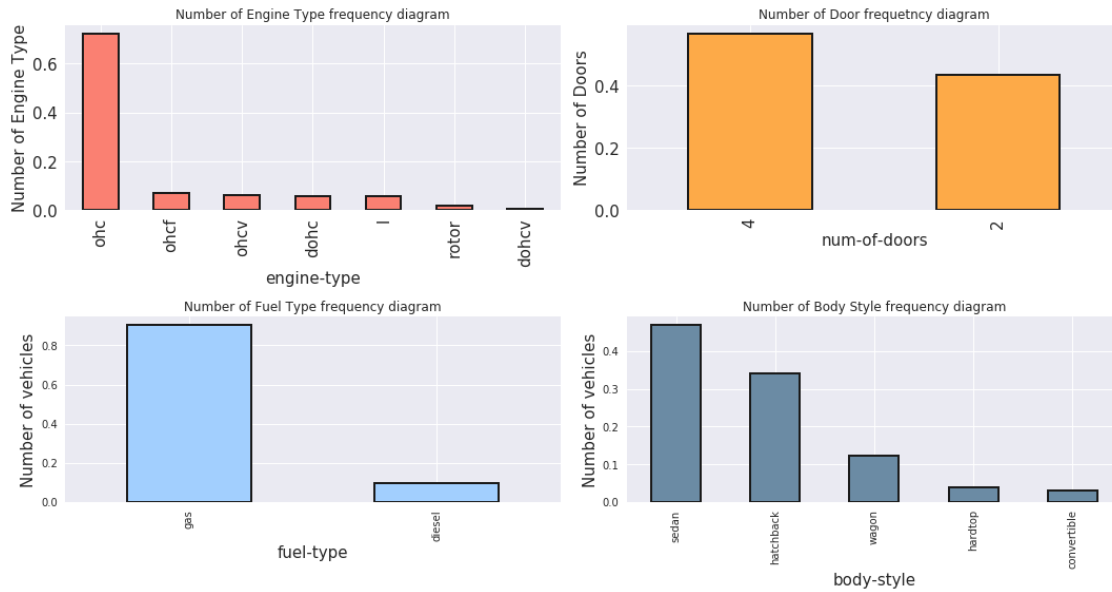 Number of Engine Type frequency diagram
Number of Engine Type
0.6
0.4
0.2
0.0
ohc
ohcf
ohcv
dohc
l
rotor
dohcv
engine-type
Number of Door frequetncy diagram
Number of Doors
0.4
0.2
0.0
4
2
num-of-doors
Number of Fuel Type frequency diagram
Number of vehicles
0.8
0.6
0.4
0.2
0.0
gas
diesel
fuel-type
Number of Body Style frequency diagram
Number of vehicles
0.4
0.3
0.2
0.1
0.0
sedan
hatchback
wagon
hardtop
convertible
body-style